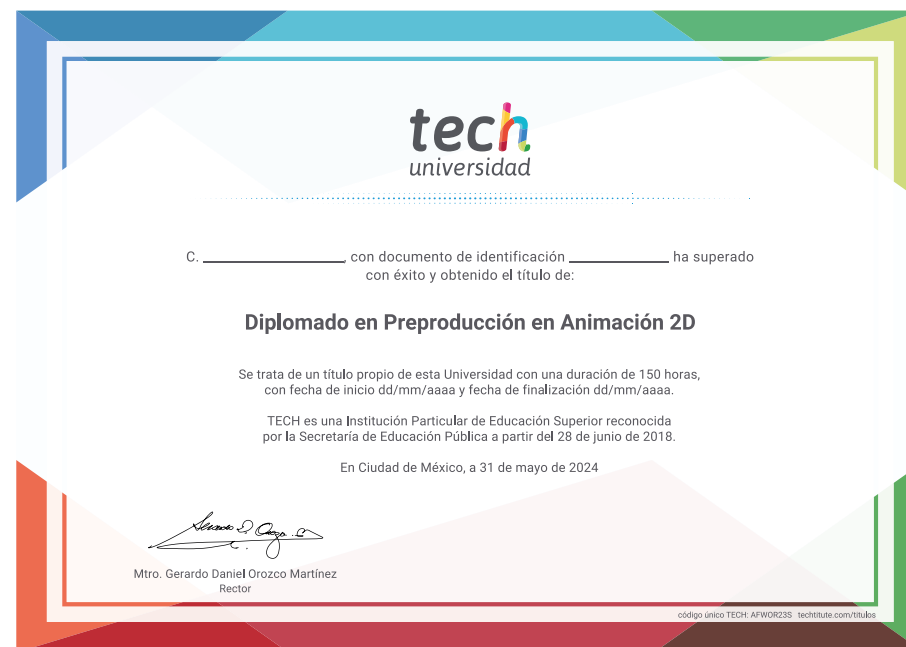 tech
universidad
C. ____________, con documento de identificación ____________ ha superado
con éxito y obtenido el título de:
Diplomado en Preproducción en Animación 2D
Se trata de un título propio de esta Universidad con una duración de 150 horas,
con fecha de inicio dd/mm/aaaa y fecha de finalización dd/mm/aaaa.
TECH es una Institución Particular de Educación Superior reconocida
por la Secretaría de Educación Pública a partir del 28 de junio de 2018.
En Ciudad de México, a 31 de mayo de 2024
Mtro. Gerardo Daniel Orozco Martínez
Rector
código único TECH: AFWOR23S techtitute.com/titulos